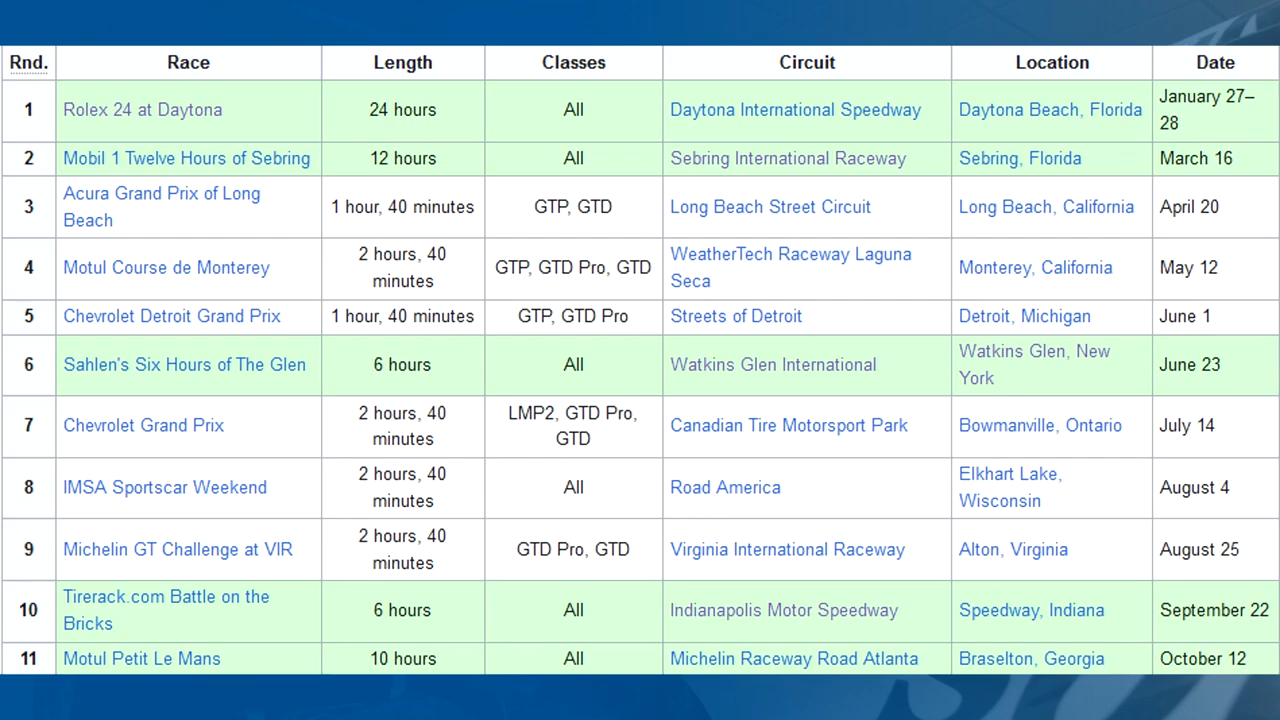 Rnd. Race Length Classes Circuit Location Date
1 Rolex 24 at Daytona 24 hours All Daytona International Speedway Daytona Beach, Florida January 27–
28
2 Mobil 1 Twelve Hours of Sebring 12 hours All Sebring International Raceway Sebring, Florida March 16
3 Acura Grand Prix of Long
Beach 1 hour, 40 minutes GTP, GTD Long Beach Street Circuit Long Beach, California April 20
4 Motul Course de Monterey 2 hours, 40
minutes GTP, GTD Pro, GTD WeatherTech Raceway Laguna
Seca Monterey, California May 12
5 Chevrolet Detroit Grand Prix 1 hour, 40 minutes GTP, GTD Pro Streets of Detroit Detroit, Michigan June 1
6 Sahlen's Six Hours of The Glen 6 hours All Watkins Glen International Watkins Glen, New
York June 23
7 Chevrolet Grand Prix 2 hours, 40
minutes LMP2, GTD Pro,
GTD Canadian Tire Motorsport Park Bowmanville, Ontario July 14
8 IMSA Sportscar Weekend 2 hours, 40
minutes All Road America Elkhart Lake,
Wisconsin August 4
9 Michelin GT Challenge at VIR 2 hours, 40
minutes GTD Pro, GTD Virginia International Raceway Alton, Virginia August 25
10 Tirerack.com Battle on the
Bricks 6 hours All Indianapolis Motor Speedway Speedway, Indiana September 22
11 Motul Petit Le Mans 10 hours All Michelin Raceway Road Atlanta Braselton, Georgia October 12